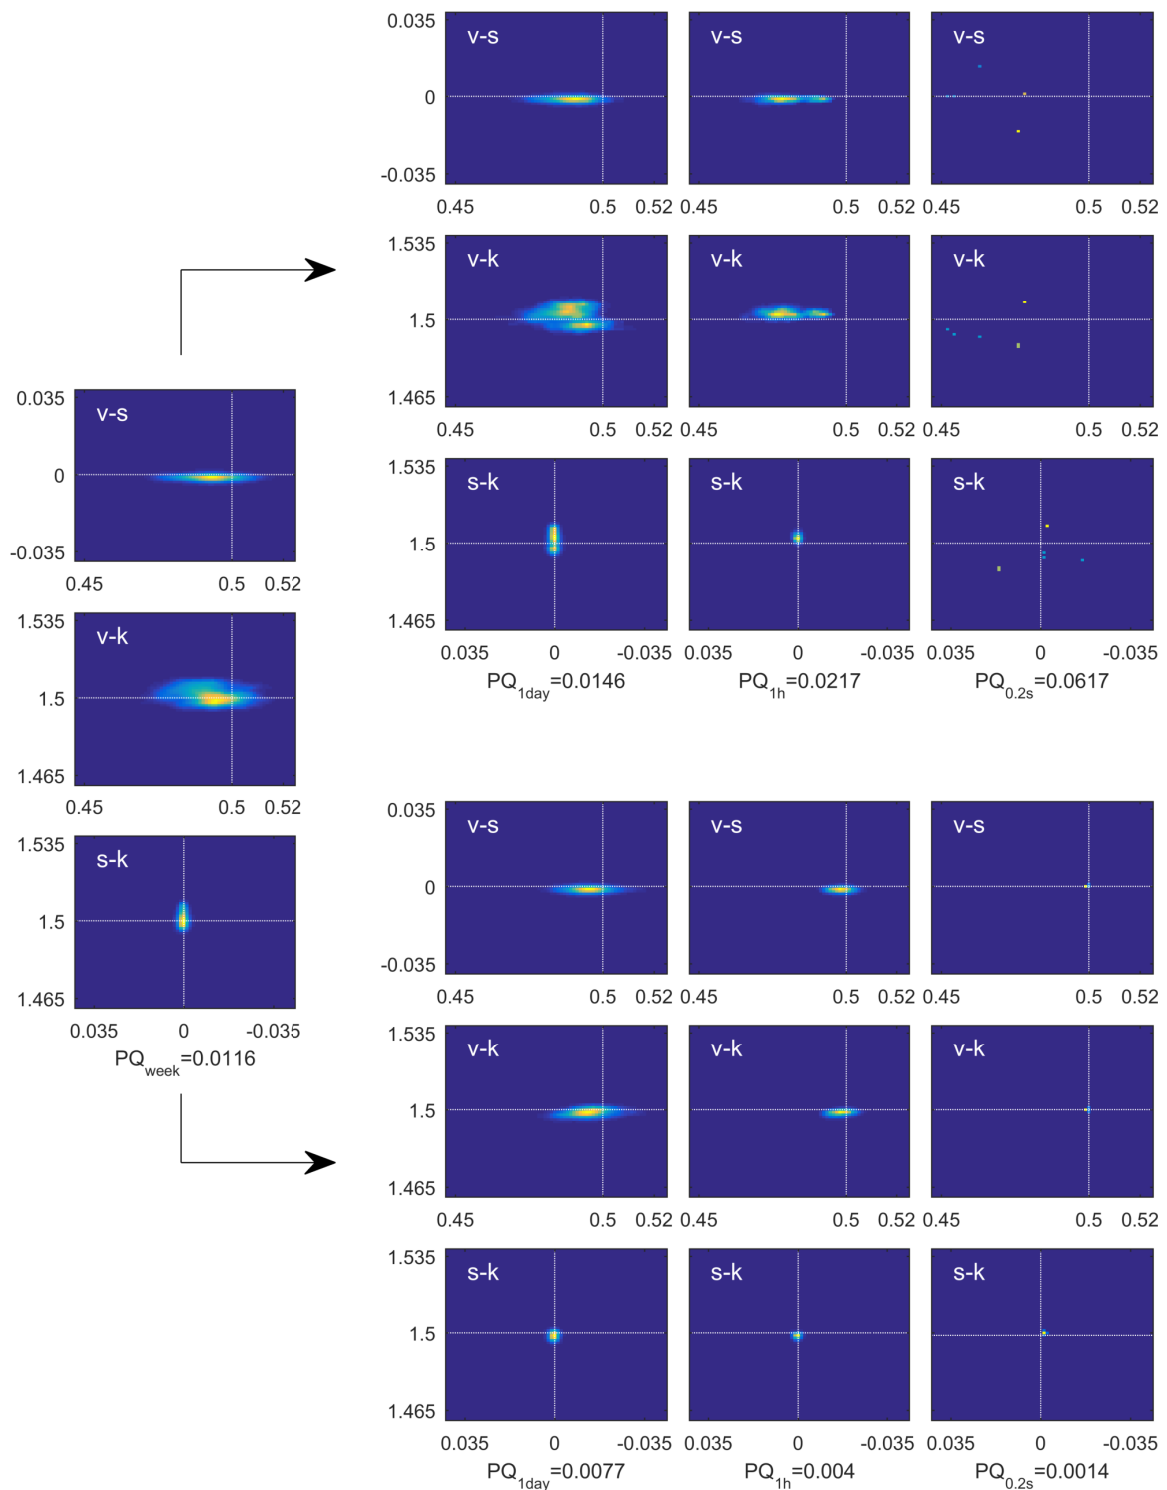 v-s v-s v-s
0.035
0
-0.035
0.45 0.5 0.52 0.45 0.5 0.52 0.45 0.5 0.52
v-k v-k v-k
1.535
1.5
1.465
0.45 0.5 0.52 0.45 0.5 0.52 0.45 0.5 0.52
s-k s-k s-k
1.535
1.5
1.465
0.035 0 -0.035 0.035 0 -0.035 0.035 0 -0.035
PQ1day=0.0146 PQ1h=0.0217 PQ0.2s=0.0617
v-s
0.035
0
-0.035
0.45 0.5 0.52
v-k
1.535
1.5
1.465
0.45 0.5 0.52
s-k
1.535
1.5
1.465
0.035 0 -0.035
PQweek=0.0116
v-s v-s v-s
0.035
0
-0.035
0.45 0.5 0.52 0.45 0.5 0.52 0.45 0.5 0.52
v-k v-k v-k
1.535
1.5
1.465
0.45 0.5 0.52 0.45 0.5 0.52 0.45 0.5 0.52
s-k s-k s-k
1.535
1.5
1.465
0.035 0 -0.035 0.035 0 -0.035 0.035 0 -0.035
PQ1day=0.0077 PQ1h=0.004 PQ0.2s=0.0014